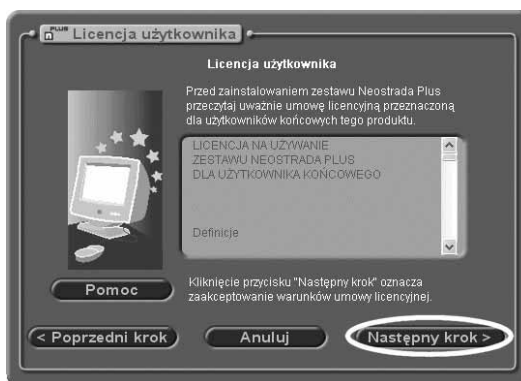 PLUS
n Licencja użytkownika
Licencja użytkownika
Przed zainstalowaniem zestawu Neostrada Plus
przeczytaj uważnie umowę licencyjną przeznaczoną
dla użytkowników końcowych tego produktu.
LICENCJA NA UŻYWANIE
ZESTAWU NEOSTRADA PLUS
DLA UŻYTKOWNIKA KOŃCOWEGO
Definicje
Kliknięcie przycisku "Następny krok" oznacza
zaakceptowanie warunków umowy licencyjnej.
Pomoc
< Poprzedni krok
Anuluj
Następny krok >